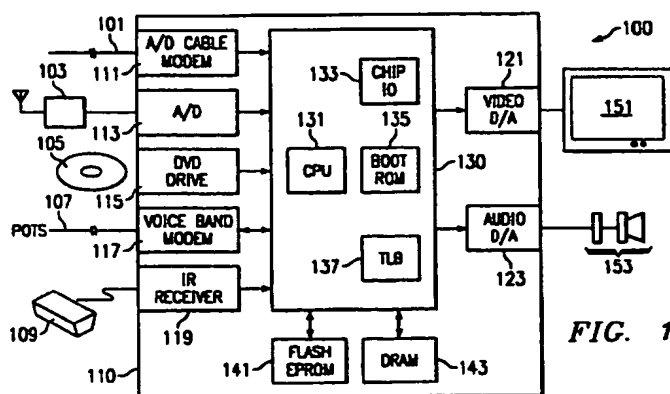 101
A/D CABLE
MODEM
111
103
A/D
113
105
DVD
DRIVE
115
107
POTS
VOICE BAND
MODEM
117
IR
RECEIVER
119
109
110
133
CHIP
IO
131
CPU
135
BOOT
ROM
130
137
TLB
141
FLASH
EPROM
DRAM
143
121
VIDEO
D/A
100
151
AUDIO
D/A
123
153
FIG. 1